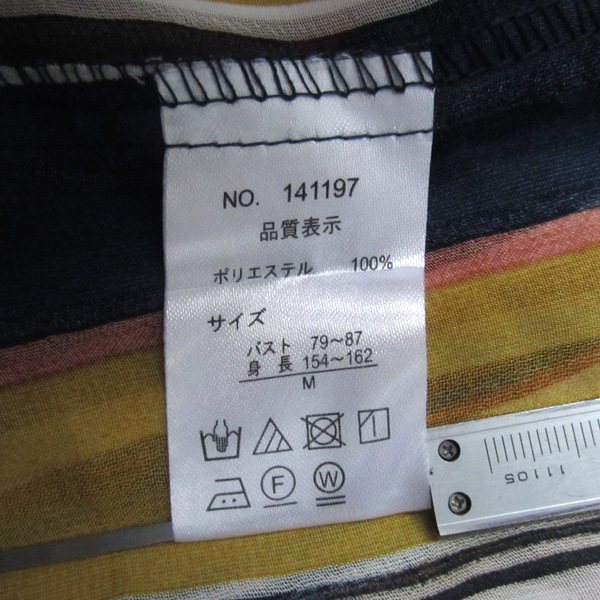 NO. 141197
品質表示
ポリエステル 100%
サイズ
バスト 79～87
身 長 154～162
M
F W
11105